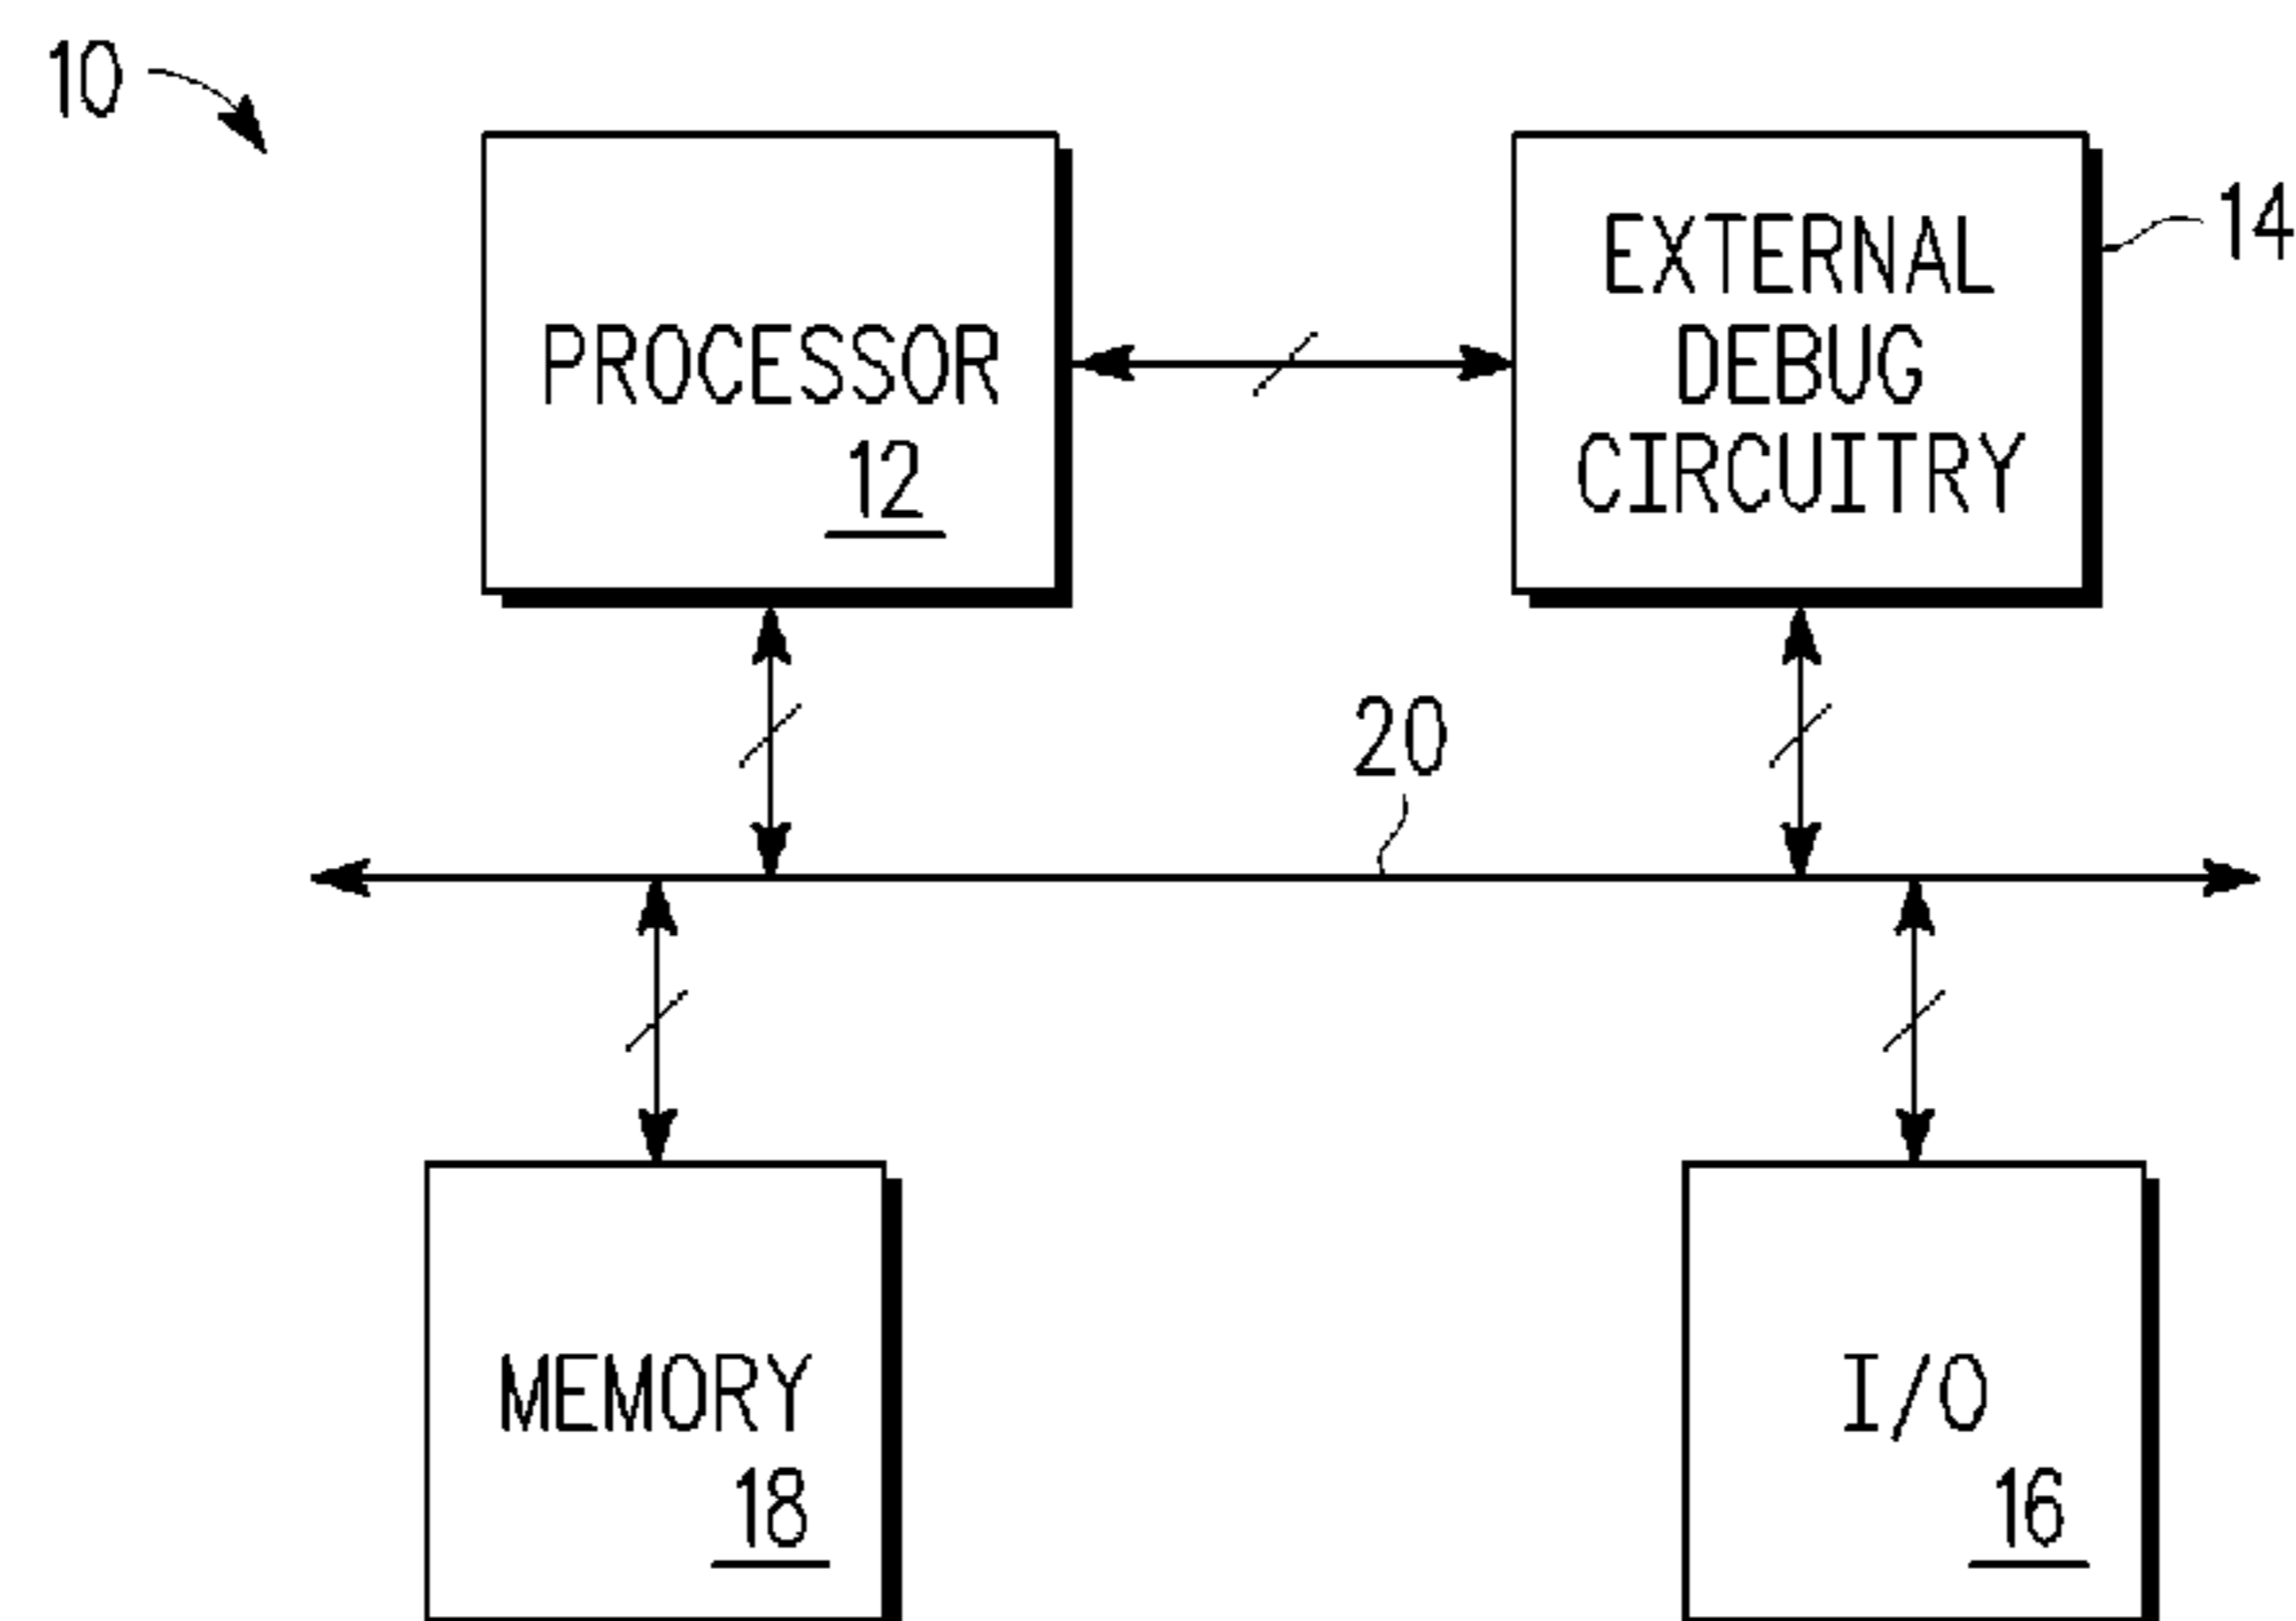 10
PROCESSOR
12
EXTERNAL
DEBUG
CIRCUITRY
14
20
MEMORY
18
I/O
16